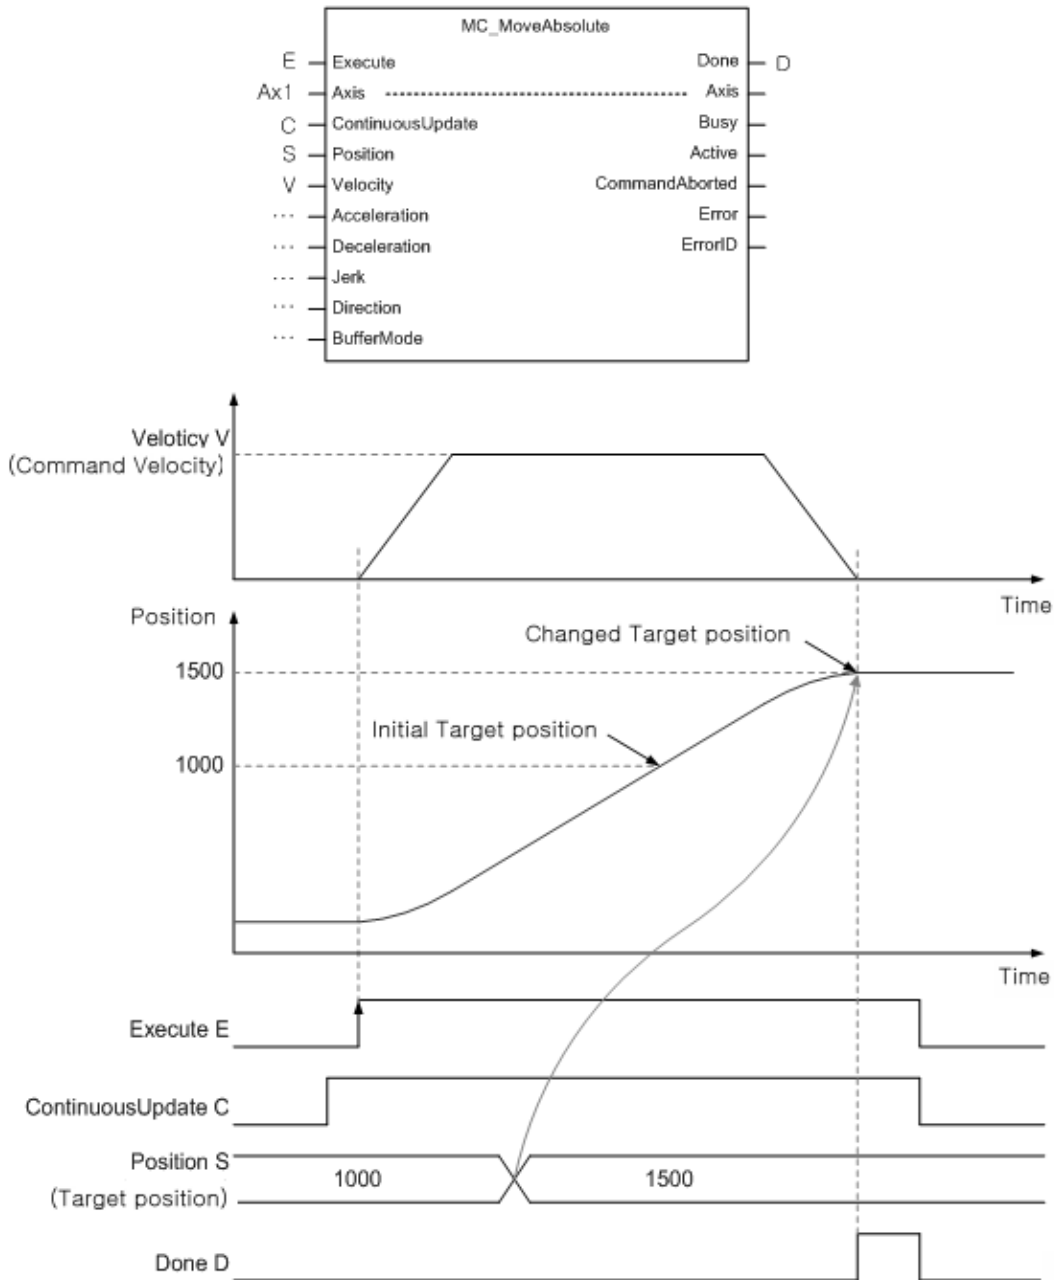 MC_MoveAbsolute
E Execute Done D
Ax1 Axis Axis
C ContinuousUpdate Busy
S Position Active
V Velocity CommandAborted
... Acceleration Error
... Deceleration ErrorID
... Jerk
... Direction
... BufferMode
Veloticy V
(Command Velocity)
Time
Position
Changed Target position
1500
Initial Target position
1000
Time
Execute E
ContinuousUpdate C
Position S
1000 1500
(Target position)
Done D